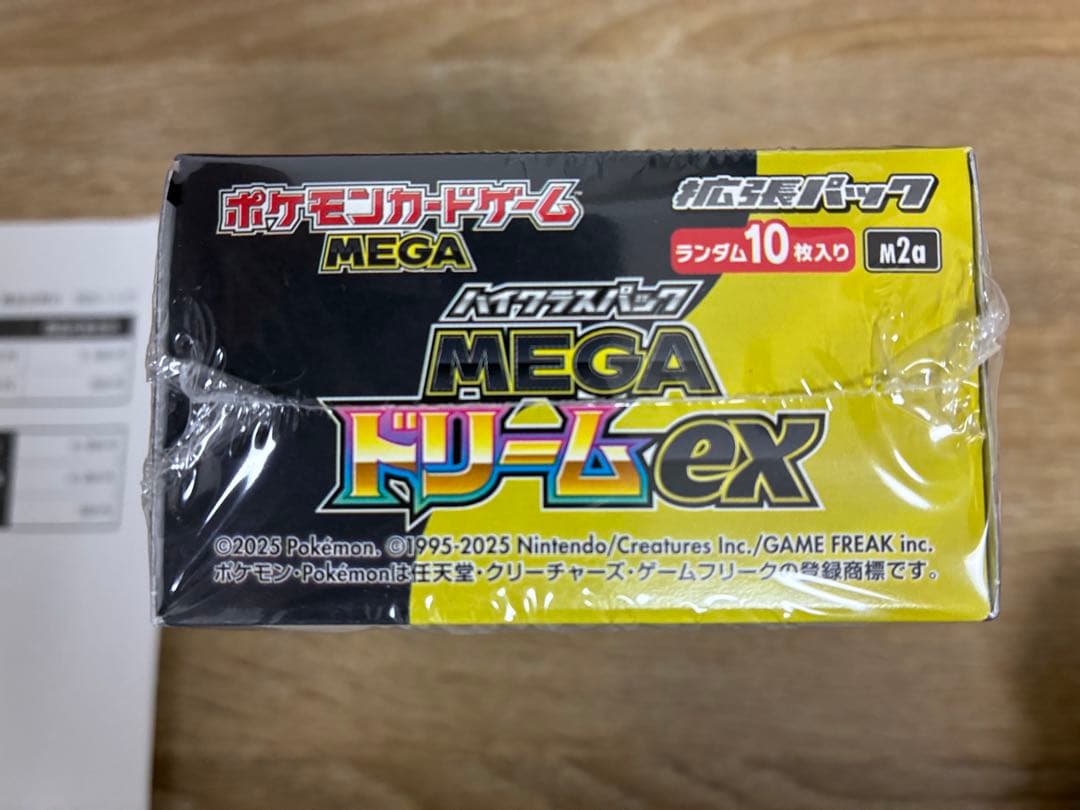 ポケモンカードゲーム™
MEGA
拡張パック
ランダム10枚入り
M2a
ハイクラスパック
MEGA
ドリームex
©2025 Pokémon. ©1995-2025 Nintendo/Creatures Inc./GAME FREAK inc.
ポケモン・Pokémonは任天堂・クリーチャーズ・ゲームフリークの登録商標です。